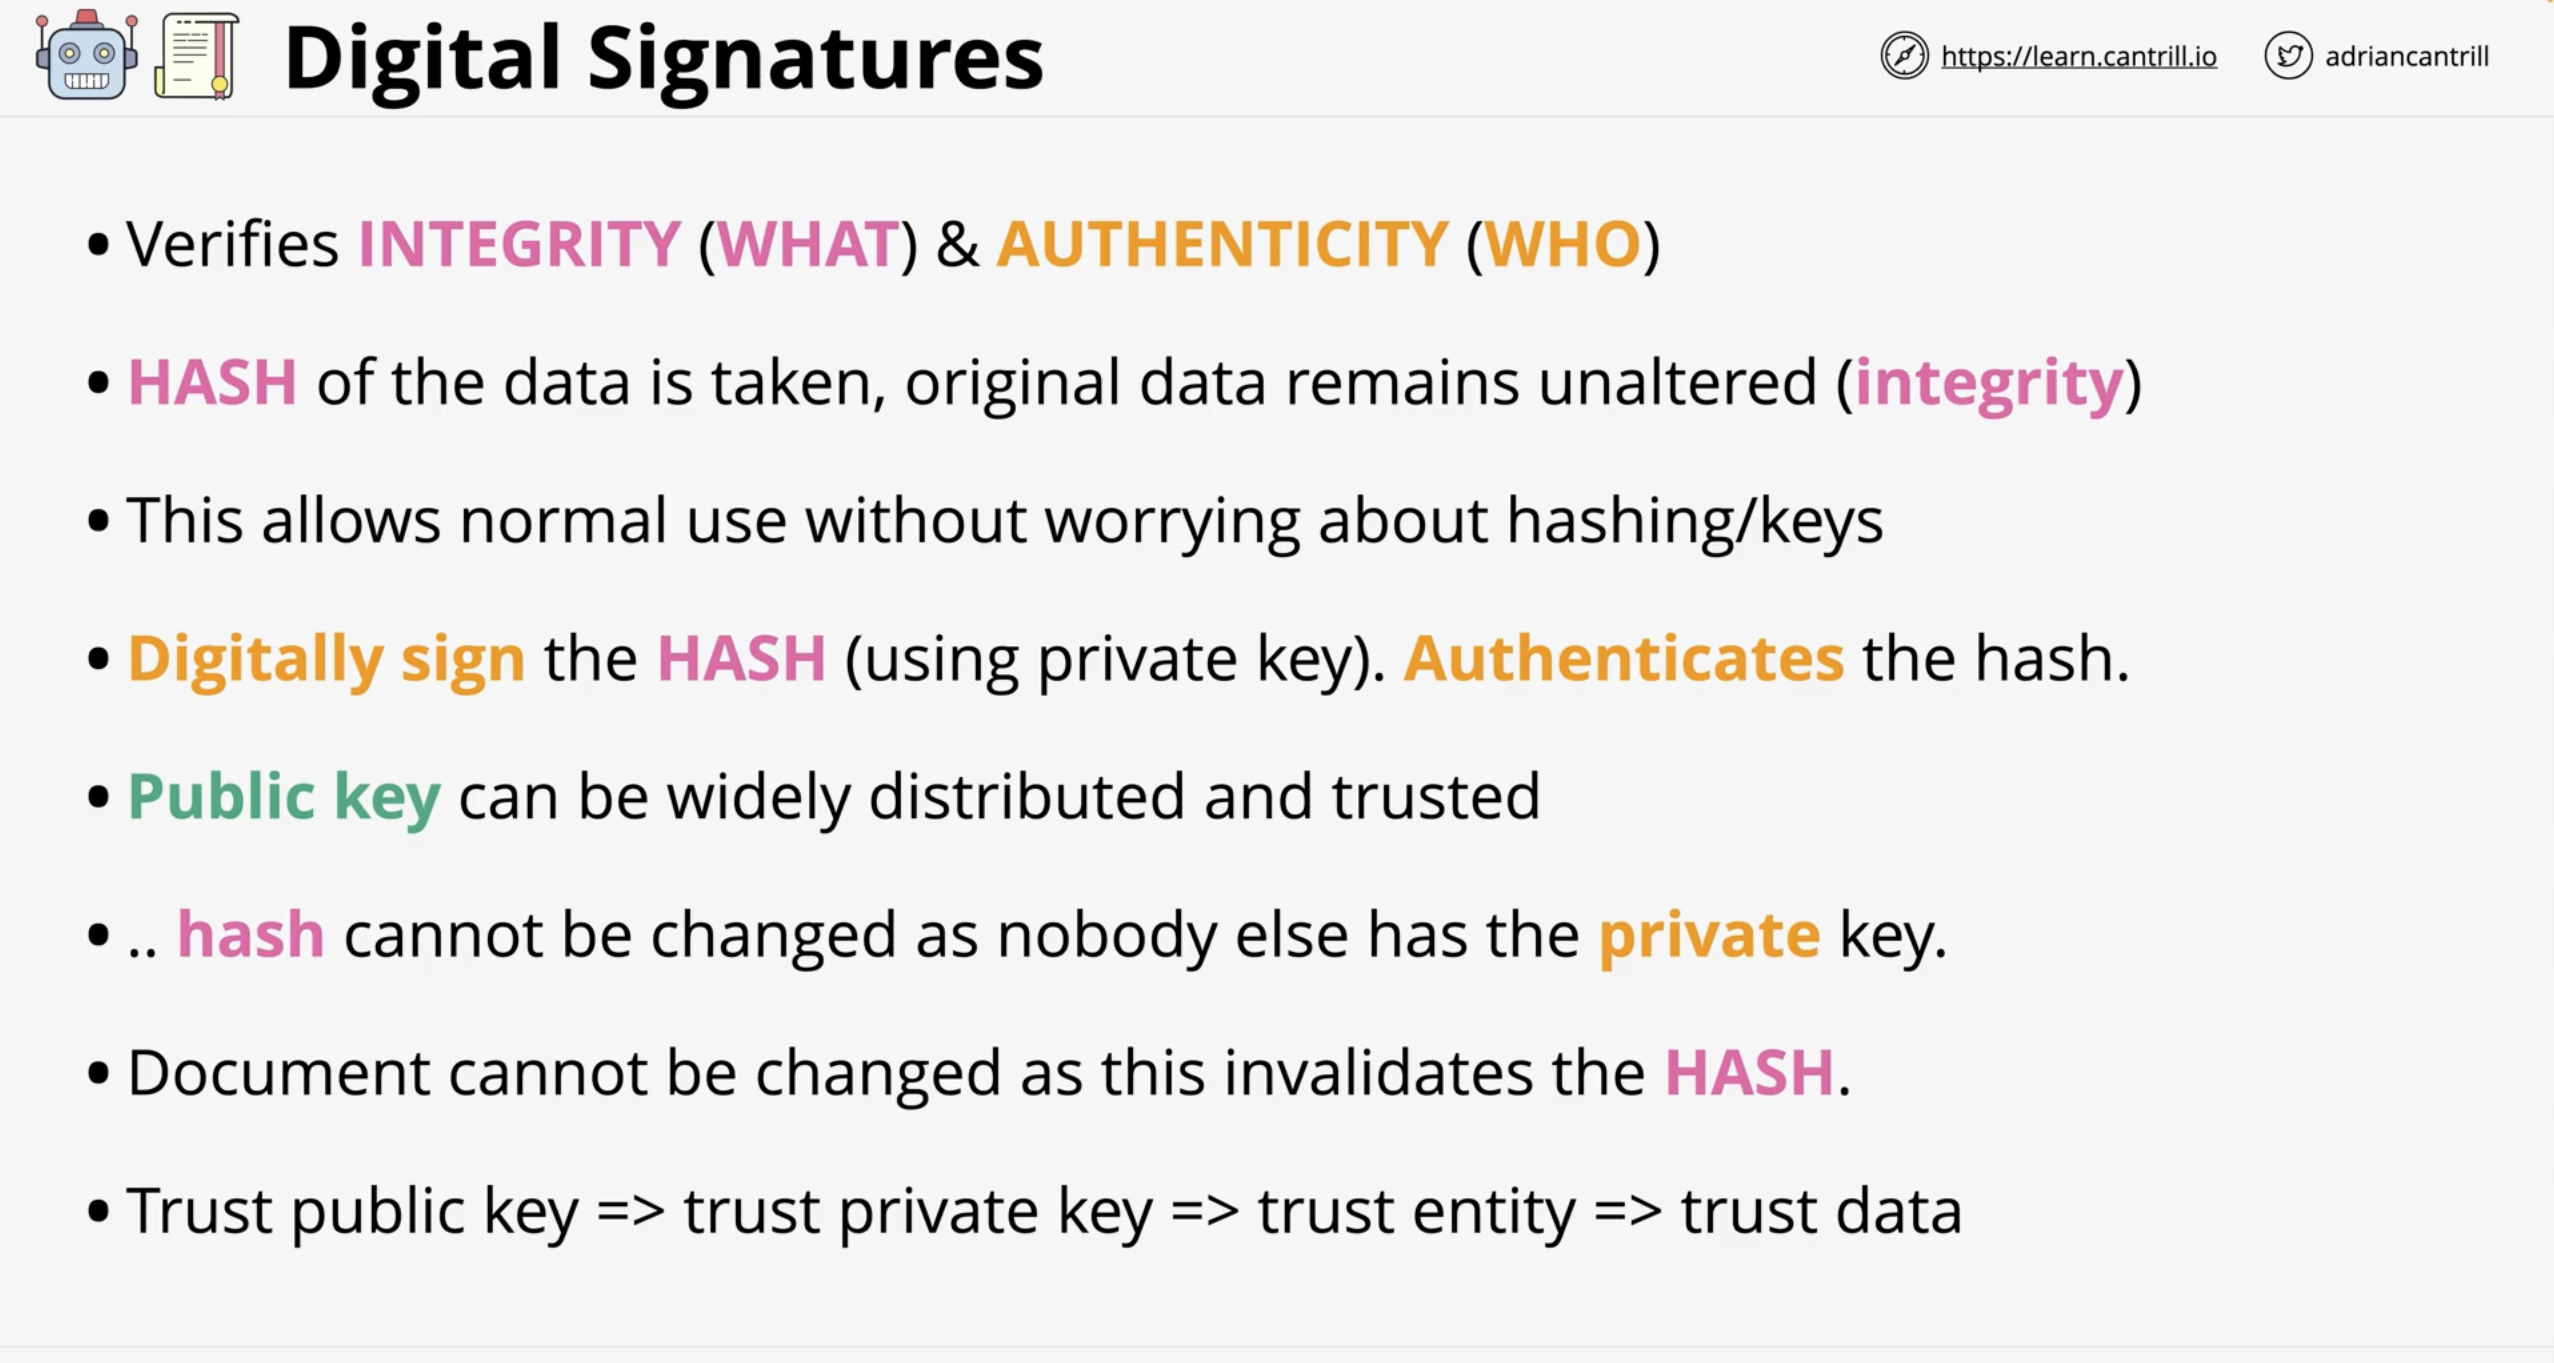 Digital Signatures
https://learn.cantrill.io
adriancantrill
• Verifies INTEGRITY (WHAT) & AUTHENTICITY (WHO)
• HASH of the data is taken, original data remains unaltered (integrity)
• This allows normal use without worrying about hashing/keys
• Digitally sign the HASH (using private key). Authenticates the hash.
• Public key can be widely distributed and trusted
• .. hash cannot be changed as nobody else has the private key.
• Document cannot be changed as this invalidates the HASH.
• Trust public key => trust private key => trust entity => trust data